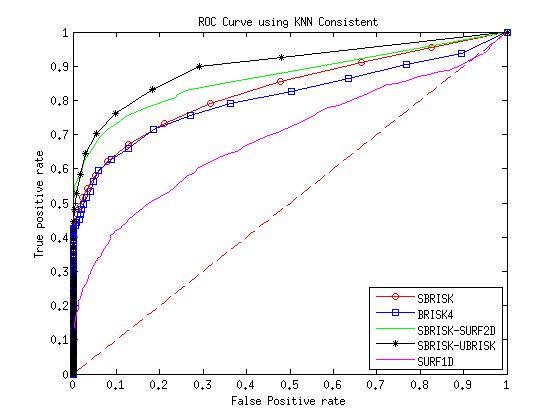 ROC Curve using KNN Consistent
1
0.9
0.8
0.7
0.6
0.5
0.4
0.3
0.2
0.1
0
True positive rate
0 0.1 0.2 0.3 0.4 0.5 0.6 0.7 0.8 0.9 1
False Positive rate
SBRISK
BRISK4
SBRISK-SURF2D
SBRISK-UBRISK
SURF1D